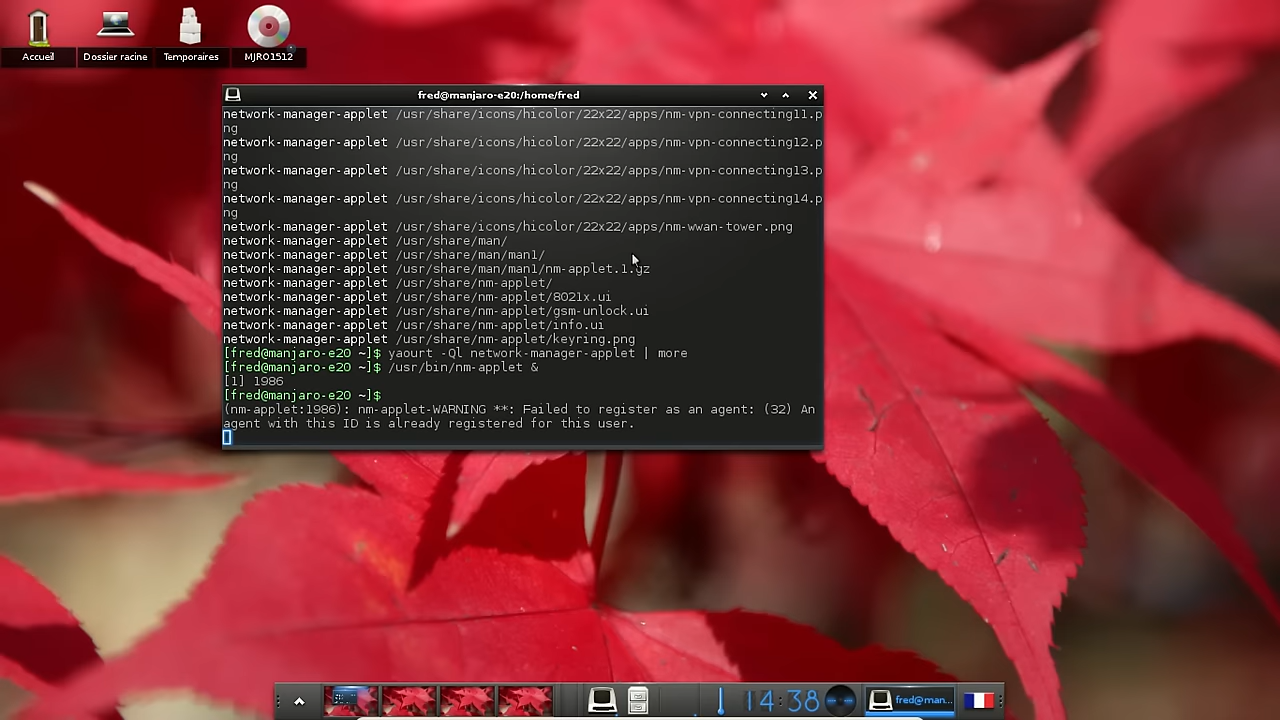 Accueil
Dossier racine
Temporaires
MJRO1512
fred@manjaro-e20:/home/fred
network-manager-applet /usr/share/icons/hicolor/22x22/apps/nm-vpn-connecting11.p
ng
network-manager-applet /usr/share/icons/hicolor/22x22/apps/nm-vpn-connecting12.p
ng
network-manager-applet /usr/share/icons/hicolor/22x22/apps/nm-vpn-connecting13.p
ng
network-manager-applet /usr/share/icons/hicolor/22x22/apps/nm-vpn-connecting14.p
ng
network-manager-applet /usr/share/icons/hicolor/22x22/apps/nm-wwan-tower.png
network-manager-applet /usr/share/man/
network-manager-applet /usr/share/man/man1/
network-manager-applet /usr/share/man/man1/nm-applet.1.gz
network-manager-applet /usr/share/nm-applet/
network-manager-applet /usr/share/nm-applet/8021x.ui
network-manager-applet /usr/share/nm-applet/gsm-unlock.ui
network-manager-applet /usr/share/nm-applet/info.ui
network-manager-applet /usr/share/nm-applet/keyring.png
[fred@manjaro-e20 ~]$ yaourt -Ql network-manager-applet | more
[fred@manjaro-e20 ~]$ /usr/bin/nm-applet &
[1] 1986
[fred@manjaro-e20 ~]$
(nm-applet:1986): nm-applet-WARNING **: Failed to register as an agent: (32) An
agent with this ID is already registered for this user.
14:38
fred@man...